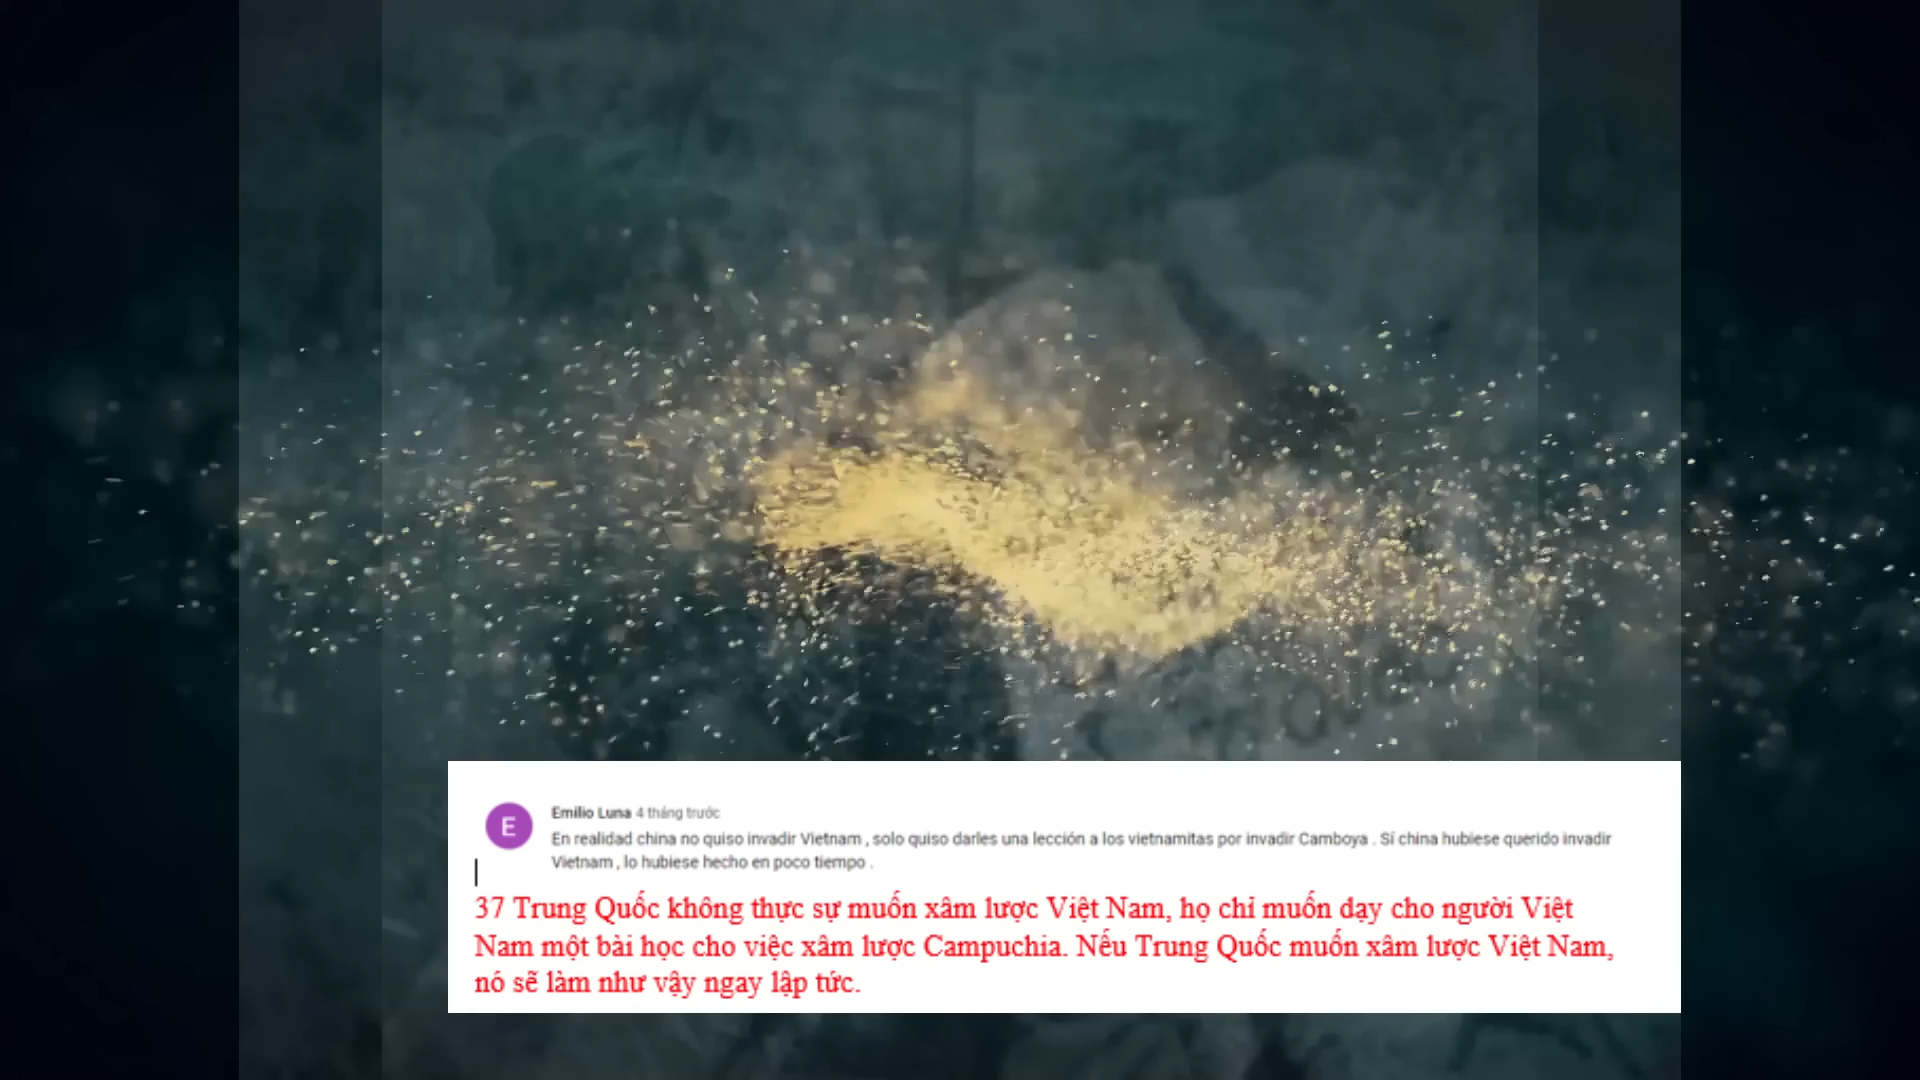 E
Emilio Luna 4 tháng trước
En realidad china no quiso invadir Vietnam , solo quiso darles una lección a los vietnamitas por invadir Camboya . Sí china hubiese querido invadir
Vietnam , lo hubiese hecho en poco tiempo .
37 Trung Quốc không thực sự muốn xâm lược Việt Nam, họ chỉ muốn dạy cho người Việt
Nam một bài học cho việc xâm lược Campuchia. Nếu Trung Quốc muốn xâm lược Việt Nam,
nó sẽ làm như vậy ngay lập tức.